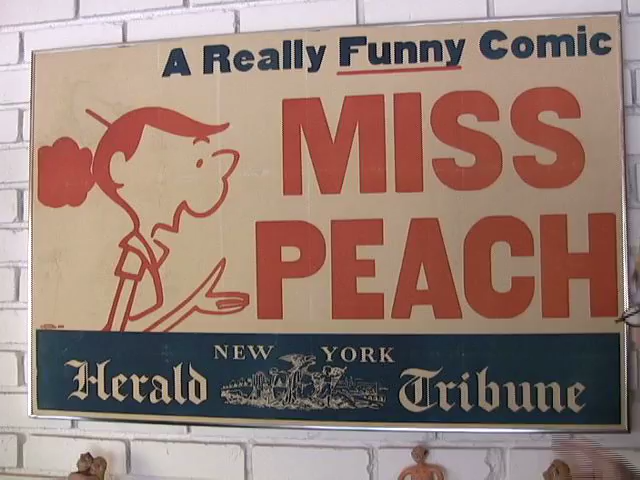 A Really Funny Comic
MISS
PEACH
NEW YORK
Herald Tribune